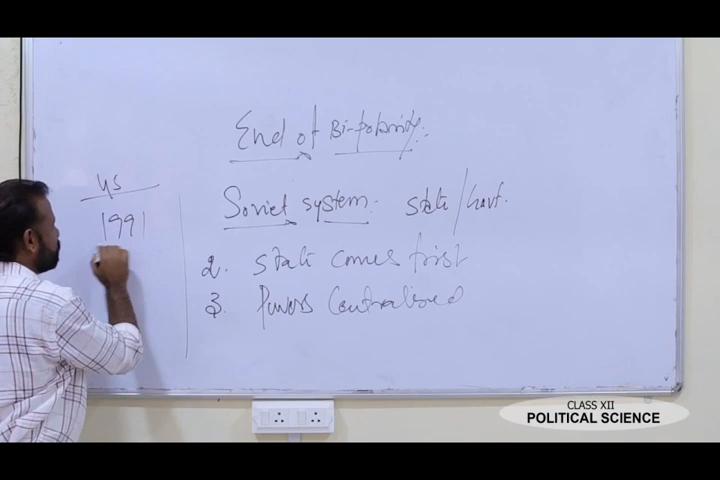 End of Bi-polarity:
US
1991
Soviet system: state/Govt.
2. State comes first
3. Powers Centralised
CLASS XII
POLITICAL SCIENCE